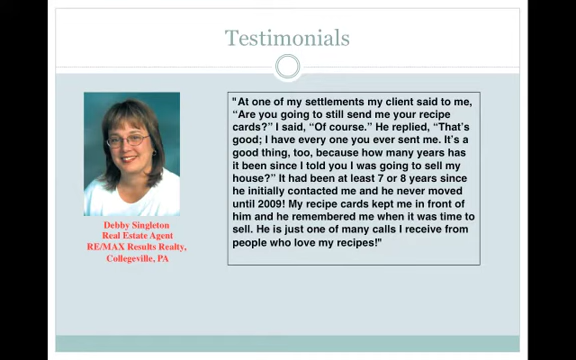 Testimonials
"At one of my settlements my client said to me,
“Are you going to still send me your recipe
cards?” I said, “Of course.” He replied, “That's
good; I have every one you ever sent me. It's a
good thing, too, because how many years has
it been since I told you I was going to sell my
house?” It had been at least 7 or 8 years since
he initially contacted me and he never moved
until 2009! My recipe cards kept me in front of
him and he remembered me when it was time to
sell. He is just one of many calls I receive from
people who love my recipes!"
Debby Singleton
Real Estate Agent
RE/MAX Results Realty,
Collegeville, PA